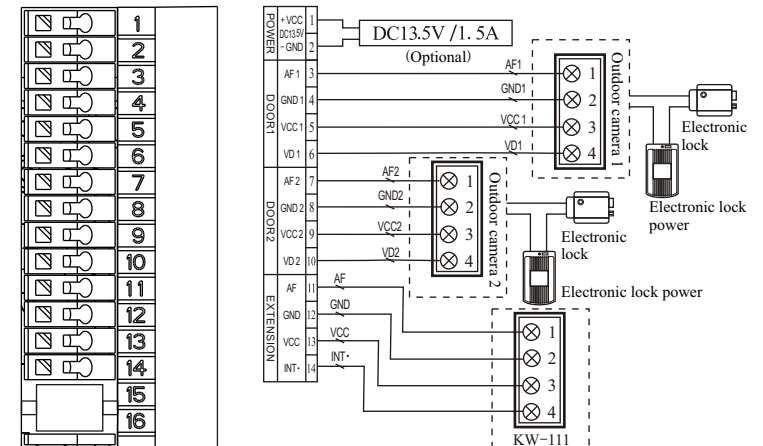 1
2
3
4
5
6
7
8
9
10
11
12
13
14
15
16
POWER
+VCC 1
DC13.5V
-GND 2
DC13.5V /1. 5A
(Optional)
DOOR1
AF1 3
GND1 4
VCC1 5
VD1 6
AF1
GND1
VCC1
VD1
1
2
3
4
Outdoor camera 1
Electronic
lock
Electronic lock
power
DOOR2
AF2 7
GND2 8
VCC2 9
VD2 10
AF2
GND2
VCC2
VD2
1
2
3
4
Outdoor camera 2
Electronic
lock
Electronic lock power
EXTENSION
AF 11
GND 12
VCC 13
INT· 14
AF
GND
VCC
INT·
1
2
3
4
KW-111